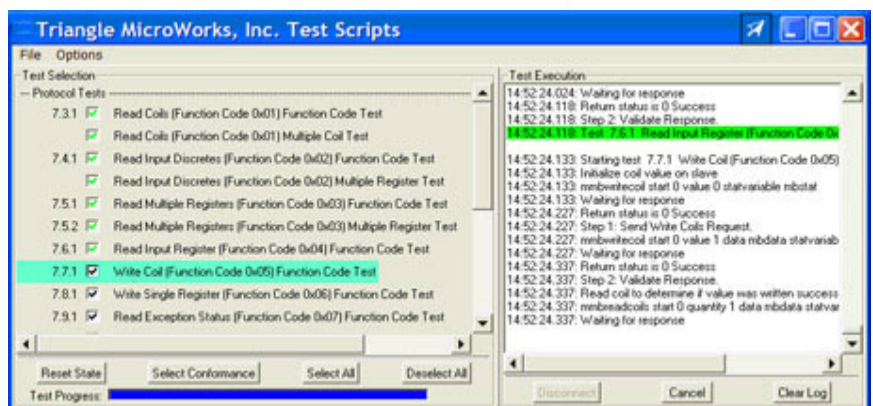 Triangle MicroWorks, Inc. Test Scripts
File Options
Test Selection
Protocol Tests
7.3.1 Read Coils (Function Code 0x01) Function Code Test
Read Coils (Function Code 0x01) Multiple Coil Test
7.4.1 Read Input Discretes (Function Code 0x02) Function Code Test
Read Input Discretes (Function Code 0x02) Multiple Register Test
7.5.1 Read Multiple Registers (Function Code 0x03) Function Code Test
7.5.2 Read Multiple Registers (Function Code 0x03) Multiple Register Test
7.6.1 Read Input Register (Function Code 0x04) Function Code Test
7.7.1 Write Coil (Function Code 0x05) Function Code Test
7.8.1 Write Single Register (Function Code 0x06) Function Code Test
7.9.1 Read Exception Status (Function Code 0x07) Function Code Test
Reset State Select Conformance Select All Deselect All
Test Progress:
Test Execution
14:52:24.024: Waiting for response
14:52:24.118: Return status is 0 Success
14:52:24.118: Step 2: Validate Response.
14:52:24.118: Test 7.6.1 Read Input Register (Function Code 0x
14:52:24.133: Starting test 7.7.1 Write Coil (Function Code 0x05)
14:52:24.133: Initialize coil value on slave
14:52:24.133: mmbwritecoil start 0 value 0 statvariable mbstat
14:52:24.133: Waiting for response
14:52:24.227: Return status is 0 Success
14:52:24.227: Step 1: Send Write Coils Request.
14:52:24.227: mmbwritecoil start 0 value 1 data mbdata statvariab
14:52:24.227: Waiting for response
14:52:24.337: Return status is 0 Success
14:52:24.337: Step 2: Validate Response.
14:52:24.337: Read coil to determine if value was written success
14:52:24.337: mmbreadcoils start 0 quantity 1 data mbdata statvar
14:52:24.337: Waiting for response
Disconnect Cancel Clear Log